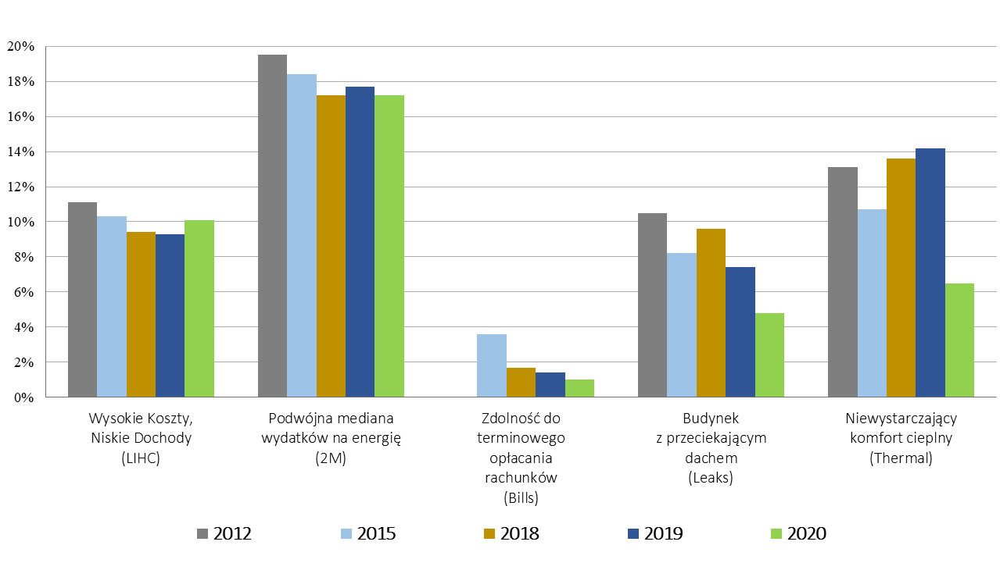 20%
18%
16%
14%
12%
10%
8%
6%
4%
2%
0%
Wysokie Koszty,
Niskie Dochody
(LIHC)
Podwójna mediana
wydatków na energię
(2M)
Zdolność do
terminowego
opłacania
rachunków
(Bills)
Budynek
z przeciekającym
dachem
(Leaks)
Niewystarczający
komfort cieplny
(Thermal)
2012 2015 2018 2019 2020